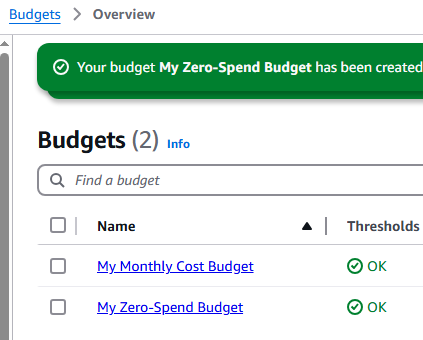 Budgets > Overview
Your budget My Zero-Spend Budget has been created
Budgets (2) Info
Find a budget
Name Thresholds
My Monthly Cost Budget OK
My Zero-Spend Budget OK